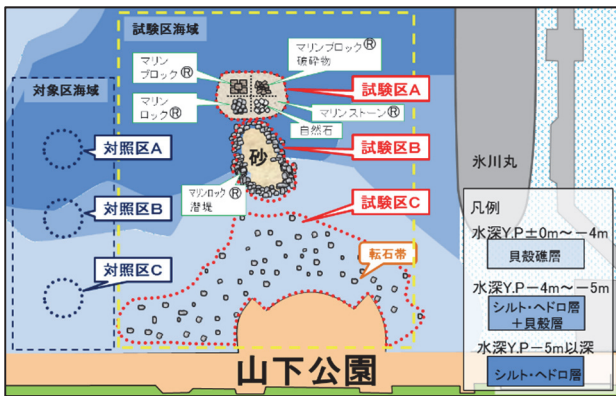 試験区海域
対象区海域
マリン
ブロック®
マリンブロック®
破砕物
マリン
ロック®
マリンストーン®
自然石
試験区A
対照区A
砂
試験区B
対照区B
マリンロック®
潜堤
試験区C
対照区C
転石帯
氷川丸
山下公園
凡例
水深Y.P±0m～－4m
貝殻礁層
水深Y.P－4m～－5m
シルト・ヘドロ層
＋貝殻層
水深Y.P－5m以深
シルト・ヘドロ層